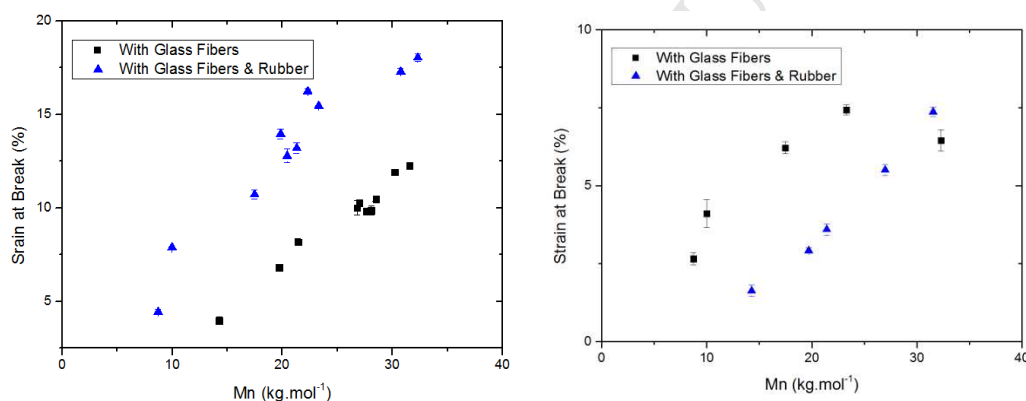 20
15
10
5
0
10
20
30
40
Srain at Break (%)
Mn (kg.mol⁻¹)
With Glass Fibers
With Glass Fibers & Rubber
10
5
0
0
10
20
30
40
Strain at Break (%)
Mn (kg.mol⁻¹)
With Glass Fibers
With Glass Fibers & Rubber